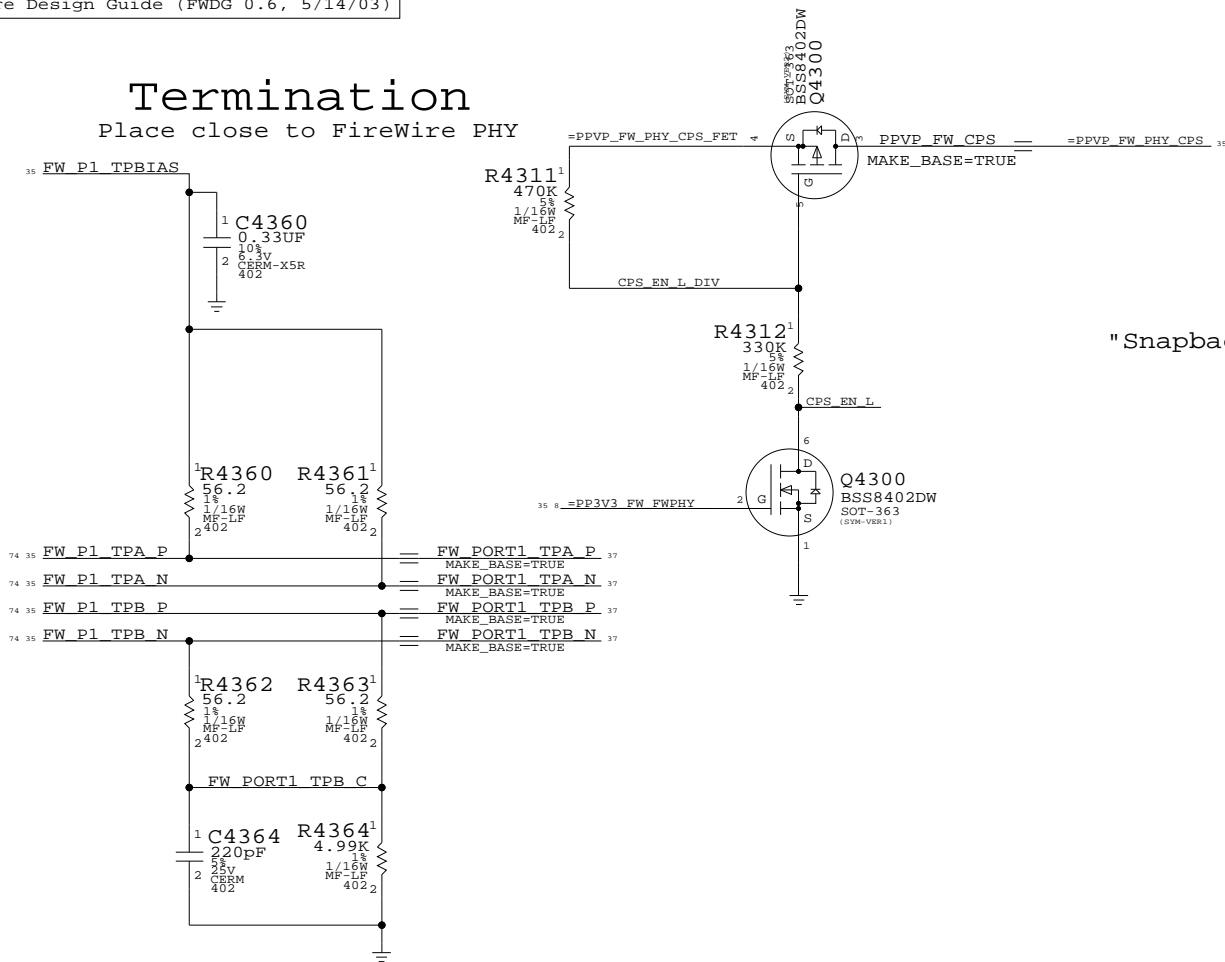 re Design Guide (FWDG 0.6, 5/14/03)
Termination
Place close to FireWire PHY
35 FW_P1_TPBIAS
1 C4360
0.33UF
10%
6.3V
CERM-X5R
2
402
1 R4360
56.2
1%
1/16W
MF-LF
2 402
R4361 1
56.2
1%
1/16W
MF-LF
402 2
74 35 FW_P1_TPA_P
FW_PORT1_TPA_P 37
MAKE_BASE=TRUE
74 35 FW_P1_TPA_N
FW_PORT1_TPA_N 37
MAKE_BASE=TRUE
74 35 FW_P1_TPB_P
FW_PORT1_TPB_P 37
MAKE_BASE=TRUE
74 35 FW_P1_TPB_N
FW_PORT1_TPB_N 37
MAKE_BASE=TRUE
1 R4362
56.2
1%
1/16W
MF-LF
2 402
R4363 1
56.2
1%
1/16W
MF-LF
402 2
FW_PORT1_TPB_C
1 C4364
220pF
5%
25V
2 CERM
402
R4364 1
4.99K
1%
1/16W
MF-LF
402 2
SOT-363
BSS8402DW
Q4300
=PPVP_FW_PHY_CPS_FET
4
S
D
3
G
5
PPVP_FW_CPS
MAKE_BASE=TRUE
=PPVP_FW_PHY_CPS 35
R4311 1
470K
5%
1/16W
MF-LF
402 2
CPS_EN_L_DIV
R4312 1
330K
5%
1/16W
MF-LF
402 2
CPS_EN_L
6
D
Q4300
BSS8402DW
SOT-363
(SYM-VER1)
35 8 =PP3V3_FW_FWPHY
2
G
S
1
"Snapba